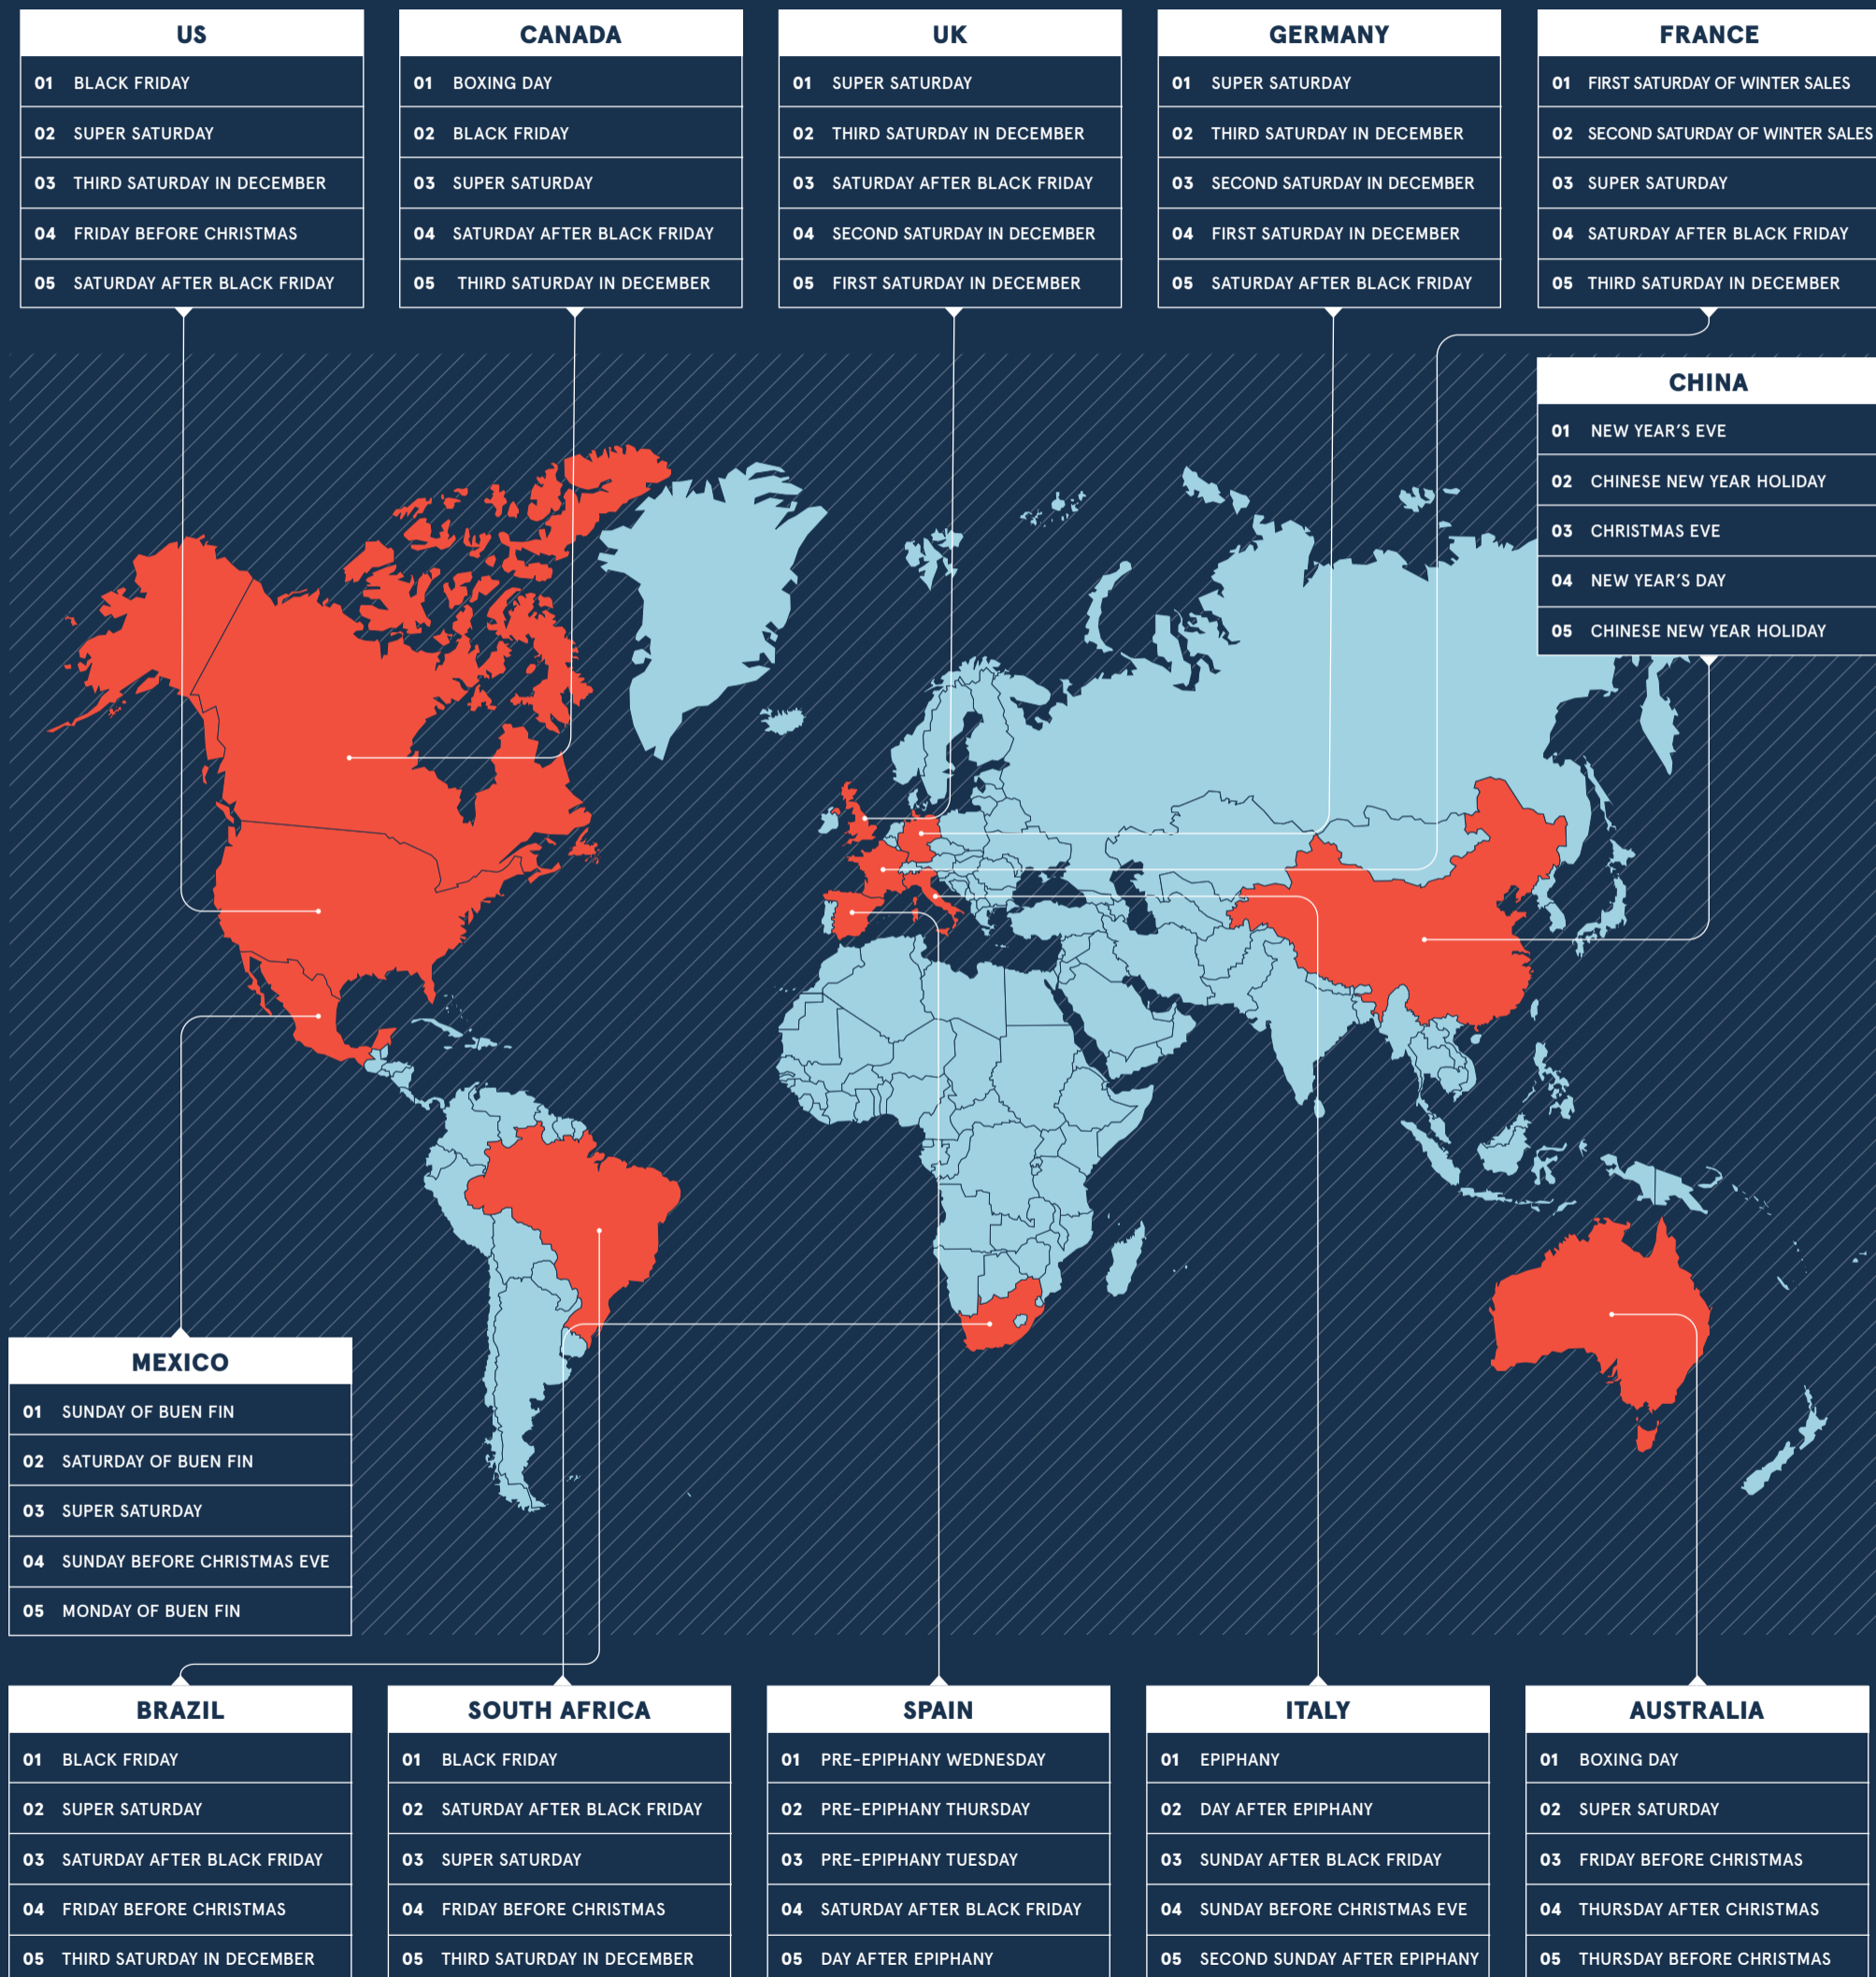 US
01 BLACK FRIDAY
02 SUPER SATURDAY
03 THIRD SATURDAY IN DECEMBER
04 FRIDAY BEFORE CHRISTMAS
05 SATURDAY AFTER BLACK FRIDAY
CANADA
01 BOXING DAY
02 BLACK FRIDAY
03 SUPER SATURDAY
04 SATURDAY AFTER BLACK FRIDAY
05 THIRD SATURDAY IN DECEMBER
UK
01 SUPER SATURDAY
02 THIRD SATURDAY IN DECEMBER
03 SATURDAY AFTER BLACK FRIDAY
04 SECOND SATURDAY IN DECEMBER
05 FIRST SATURDAY IN DECEMBER
GERMANY
01 SUPER SATURDAY
02 THIRD SATURDAY IN DECEMBER
03 SECOND SATURDAY IN DECEMBER
04 FIRST SATURDAY IN DECEMBER
05 SATURDAY AFTER BLACK FRIDAY
FRANCE
01 FIRST SATURDAY OF WINTER SALES
02 SECOND SATURDAY OF WINTER SALES
03 SUPER SATURDAY
04 SATURDAY AFTER BLACK FRIDAY
05 THIRD SATURDAY IN DECEMBER
CHINA
01 NEW YEAR'S EVE
02 CHINESE NEW YEAR HOLIDAY
03 CHRISTMAS EVE
04 NEW YEAR'S DAY
05 CHINESE NEW YEAR HOLIDAY
MEXICO
01 SUNDAY OF BUEN FIN
02 SATURDAY OF BUEN FIN
03 SUPER SATURDAY
04 SUNDAY BEFORE CHRISTMAS EVE
05 MONDAY OF BUEN FIN
BRAZIL
01 BLACK FRIDAY
02 SUPER SATURDAY
03 SATURDAY AFTER BLACK FRIDAY
04 FRIDAY BEFORE CHRISTMAS
05 THIRD SATURDAY IN DECEMBER
SOUTH AFRICA
01 BLACK FRIDAY
02 SATURDAY AFTER BLACK FRIDAY
03 SUPER SATURDAY
04 FRIDAY BEFORE CHRISTMAS
05 THIRD SATURDAY IN DECEMBER
SPAIN
01 PRE-EPIPHANY WEDNESDAY
02 PRE-EPIPHANY THURSDAY
03 PRE-EPIPHANY TUESDAY
04 SATURDAY AFTER BLACK FRIDAY
05 DAY AFTER EPIPHANY
ITALY
01 EPIPHANY
02 DAY AFTER EPIPHANY
03 SUNDAY AFTER BLACK FRIDAY
04 SUNDAY BEFORE CHRISTMAS EVE
05 SECOND SUNDAY AFTER EPIPHANY
AUSTRALIA
01 BOXING DAY
02 SUPER SATURDAY
03 FRIDAY BEFORE CHRISTMAS
04 THURSDAY AFTER CHRISTMAS
05 THURSDAY BEFORE CHRISTMAS